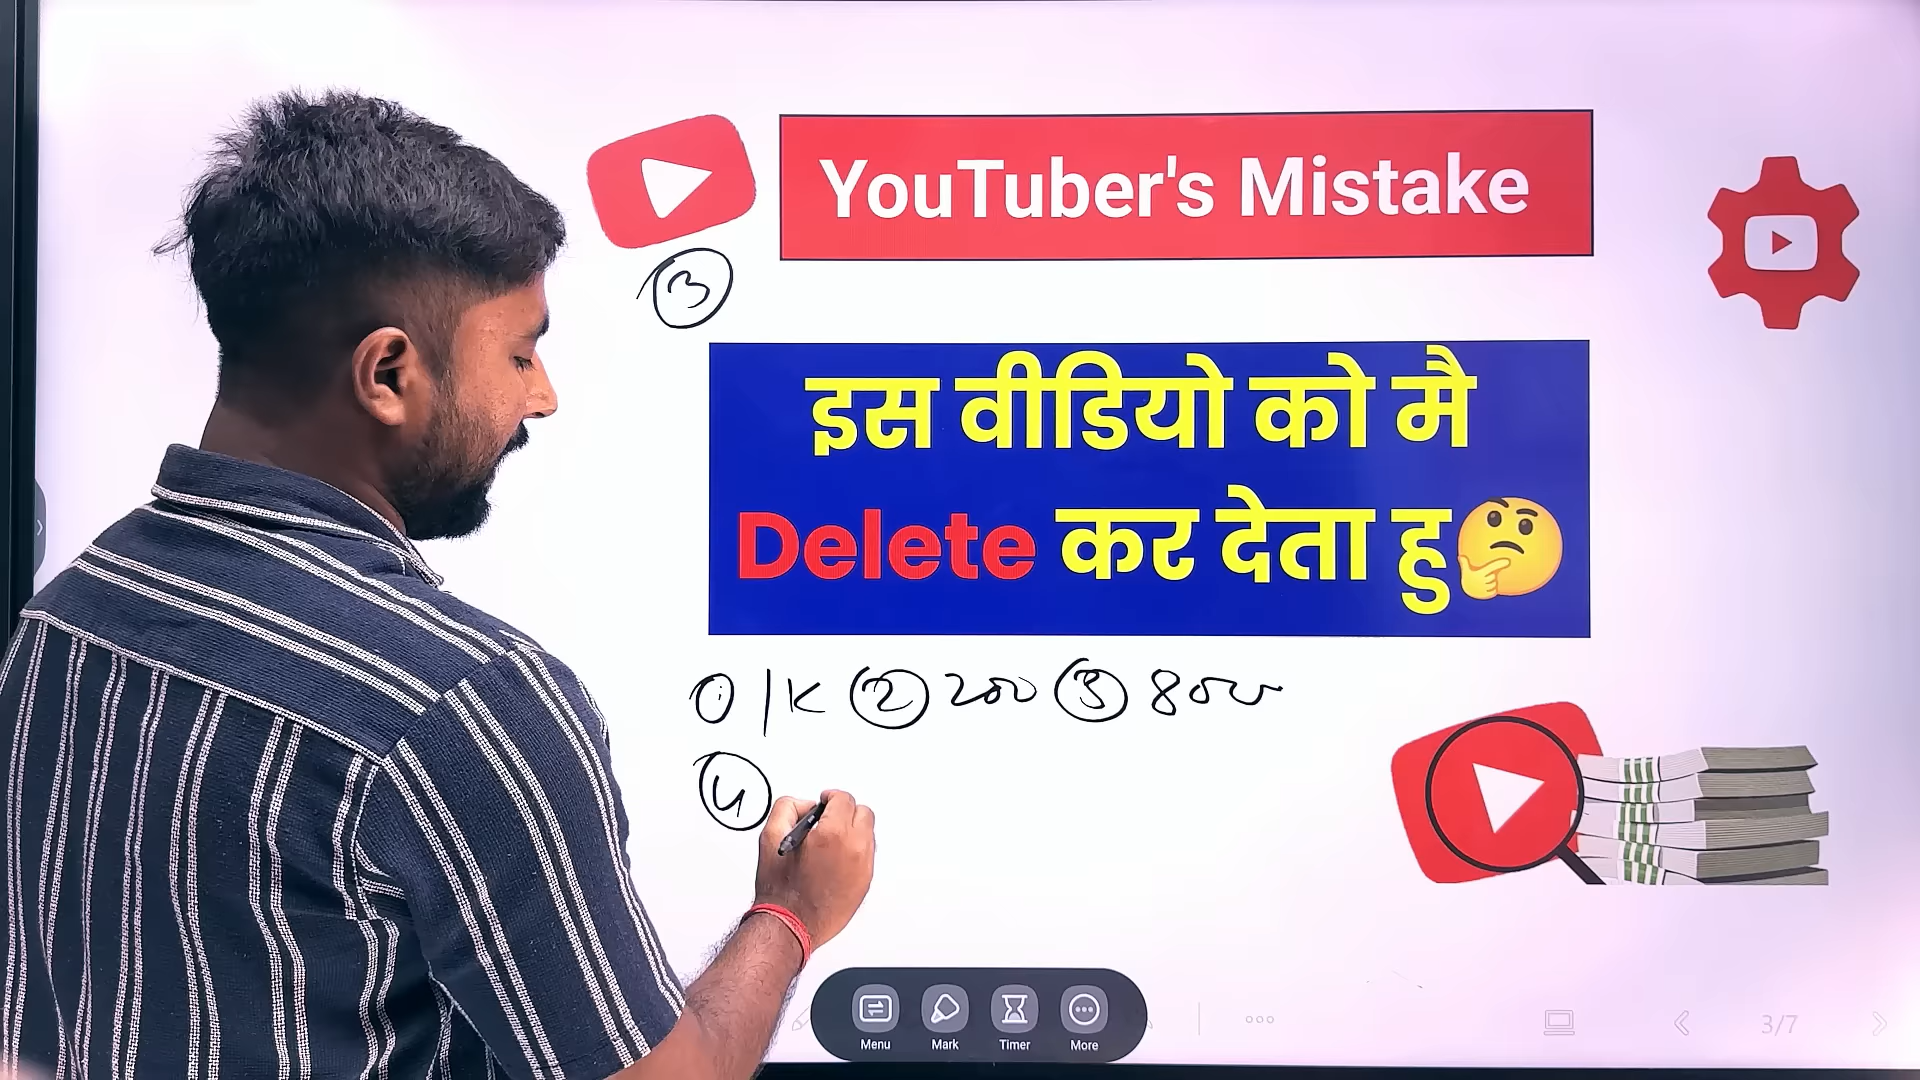 YouTuber's Mistake
3
इस वीडियो को मै
Delete कर देता हु
① 1K ② 200 ③ 800
④
Menu Mark Timer More
3/7